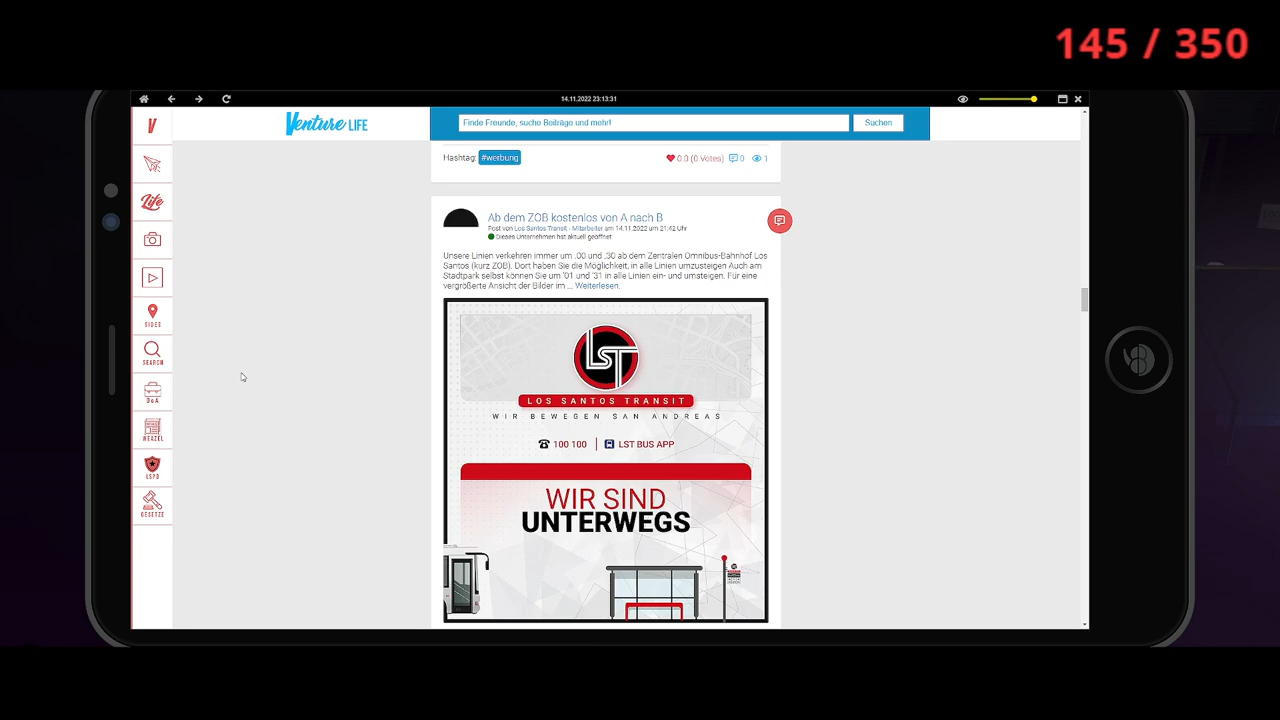 145 / 350
14.11.2022 23:13:31
V
Venture LIFE
Finde Freunde, suche Beiträge und mehr!
Suchen
Hashtag: #werbung
0.0 (0 Votes) 0 1
Life
Ab dem ZOB kostenlos von A nach B
Post von Los Santos Transit - Mitarbeiter am 14.11.2022 um 21:42 Uhr
Dieses Unternehmen hst aktuell geöffnet
Unsere Linien verkehren immer um .00 und .30 ab dem Zentralen Omnibus-Bahnhof Los
Santos (kurz ZOB). Dort haben Sie die Möglichkeit, in alle Linien umzusteigen Auch am
Stadtpark selbst können Sie um '01 und '31 in alle Linien ein- und umsteigen. Für eine
vergrößerte Ansicht der Bilder im ... Weiterlesen.
SIDES
SEARCH
DoA
WEAZEL
LSPD
GESETZE
LST
LOS SANTOS TRANSIT
WIR BEWEGEN SAN ANDREAS
100 100 | LST BUS APP
WIR SIND
UNTERWEGS